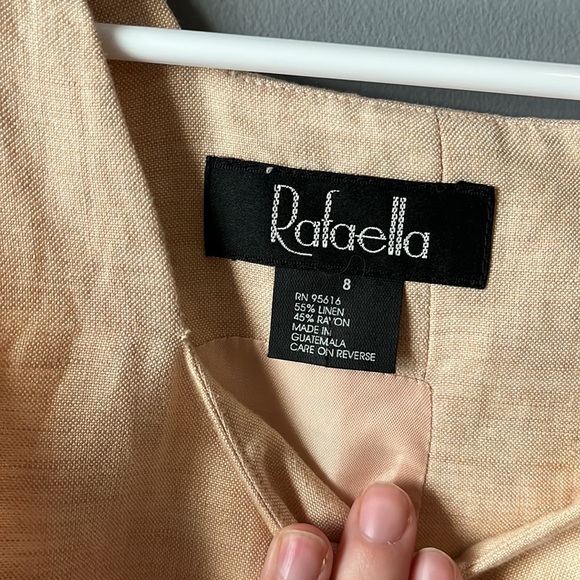 Rafaella
8
RN 95616
55% LINEN
45% RAYON
MADE IN
GUATEMALA
CARE ON REVERSE